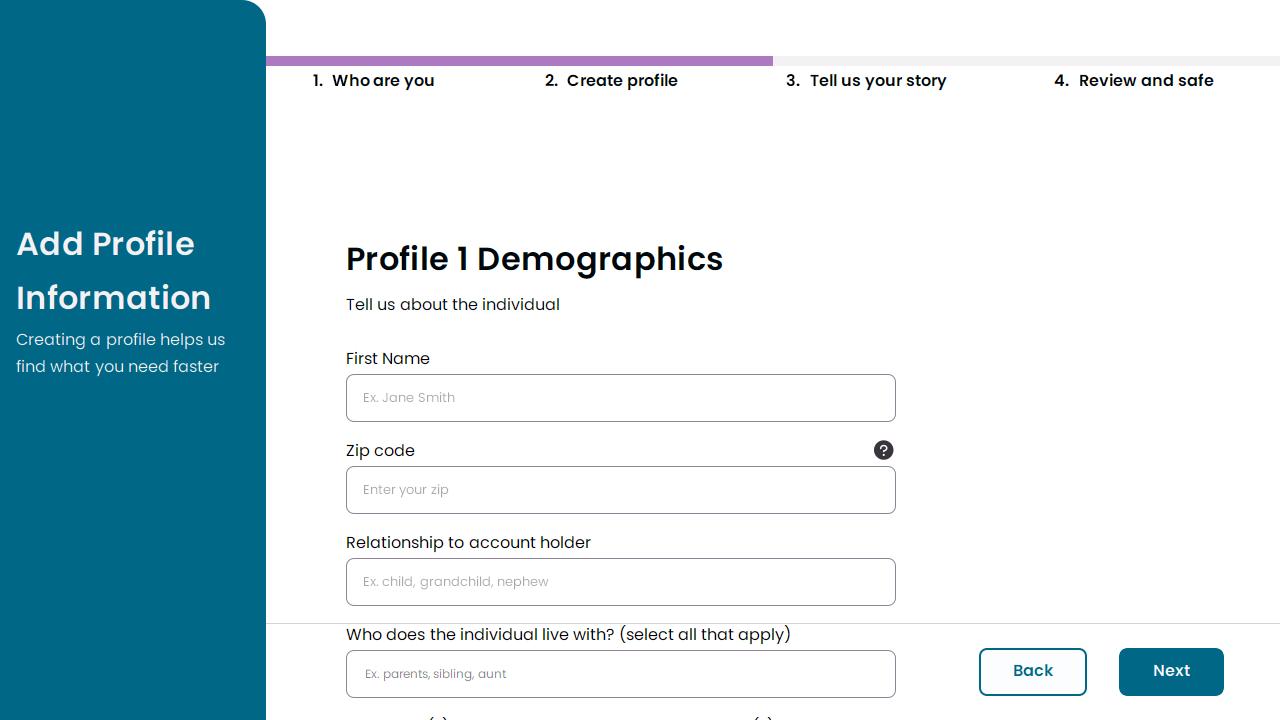 1. Who are you
2. Create profile
3. Tell us your story
4. Review and safe
Add Profile
Information
Creating a profile helps us
find what you need faster
Profile 1 Demographics
Tell us about the individual
First Name
Ex. Jane Smith
Zip code
?
Enter your zip
Relationship to account holder
Ex. child, grandchild, nephew
Who does the individual live with? (select all that apply)
Ex. parents, sibling, aunt
Back
Next